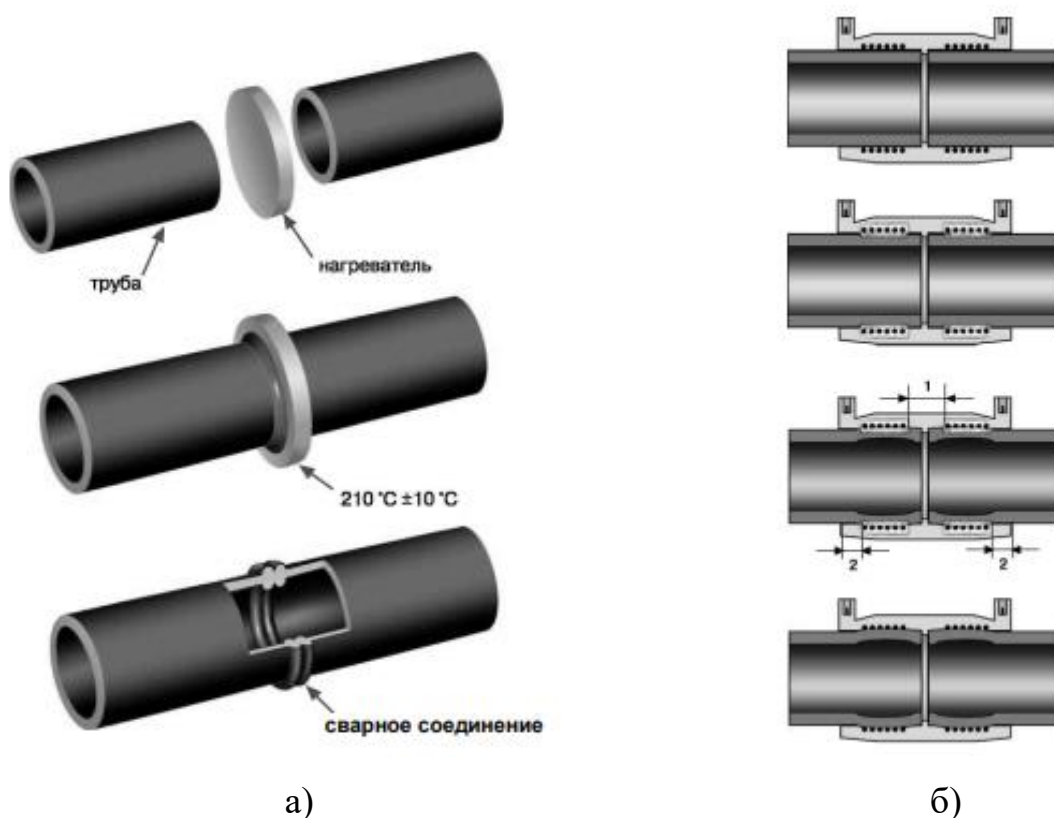 труба
нагреватель
210 °C ±10 °C
сварное соединение
1
2
2
а)
б)